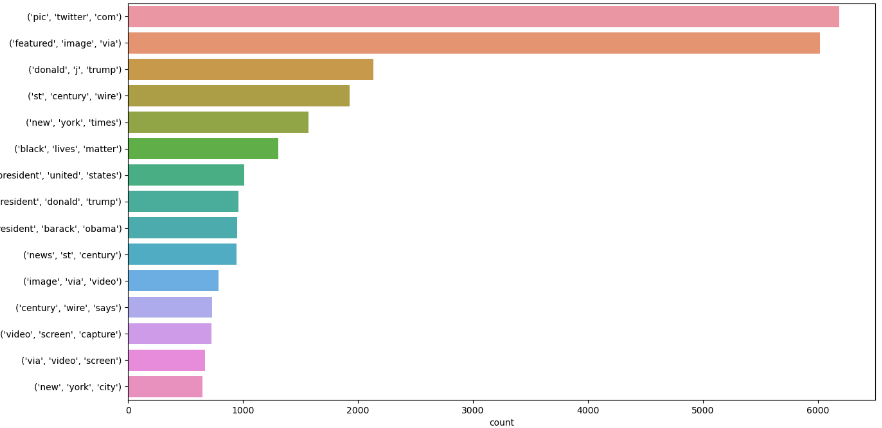 ('pic', 'twitter', 'com')
('featured', 'image', 'via')
('donald', 'j', 'trump')
('st', 'century', 'wire')
('new', 'york', 'times')
('black', 'lives', 'matter')
resident', 'united', 'states')
resident', 'donald', 'trump')
esident', 'barack', 'obama')
('news', 'st', 'century')
('image', 'via', 'video')
('century', 'wire', 'says')
('video', 'screen', 'capture')
('via', 'video', 'screen')
('new', 'york', 'city')
0 1000 2000 3000 4000 5000 6000
count